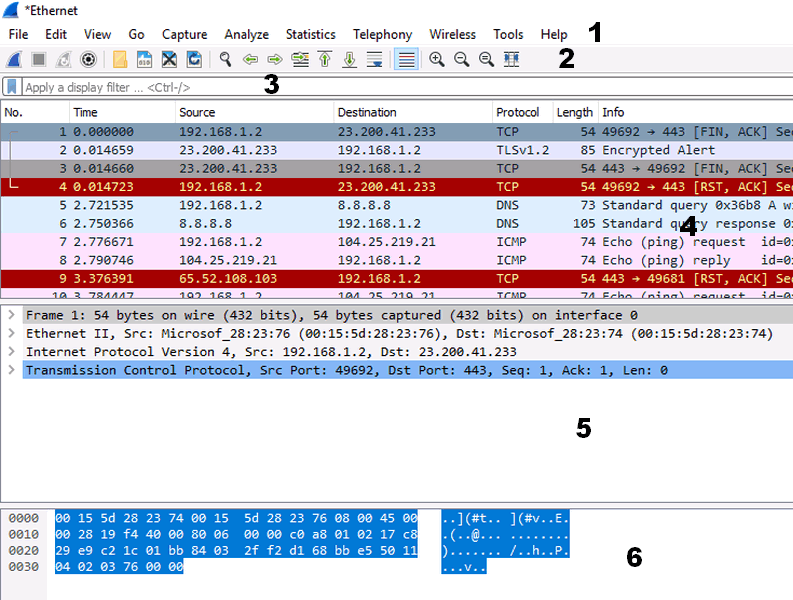 *Ethernet
File Edit View Go Capture Analyze Statistics Telephony Wireless Tools Help 1
2
Apply a display filter ... <Ctrl-/> 3
No. Time Source Destination Protocol Length Info
1 0.000000 192.168.1.2 23.200.41.233 TCP 54 49692 → 443 [FIN, ACK] Seq
2 0.014659 23.200.41.233 192.168.1.2 TLSv1.2 85 Encrypted Alert
3 0.014660 23.200.41.233 192.168.1.2 TCP 54 443 → 49692 [FIN, ACK] Seq
4 0.014723 192.168.1.2 23.200.41.233 TCP 54 49692 → 443 [RST, ACK] Seq
5 2.721535 192.168.1.2 8.8.8.8 DNS 73 Standard query 0x36b8 A wi
6 2.750366 8.8.8.8 192.168.1.2 DNS 105 Standard query response 0x
4
7 2.776671 192.168.1.2 104.25.219.21 ICMP 74 Echo (ping) request id=0x
8 2.790746 104.25.219.21 192.168.1.2 ICMP 74 Echo (ping) reply id=0x
9 3.376391 65.52.108.103 192.168.1.2 TCP 54 443 → 49681 [RST, ACK] Seq
10 3.784447 192.168.1.2 104.25.219.21 ICMP 74 Echo (ping) request id=0x
Frame 1: 54 bytes on wire (432 bits), 54 bytes captured (432 bits) on interface 0
Ethernet II, Src: Microsof_28:23:76 (00:15:5d:28:23:76), Dst: Microsof_28:23:74 (00:15:5d:28:23:74)
Internet Protocol Version 4, Src: 192.168.1.2, Dst: 23.200.41.233
Transmission Control Protocol, Src Port: 49692, Dst Port: 443, Seq: 1, Ack: 1, Len: 0
5
0000 00 15 5d 28 23 74 00 15 5d 28 23 76 08 00 45 00 ..](#t.. ](#v..E.
0010 00 28 19 f4 40 00 80 06 00 00 c0 a8 01 02 17 c8 .(..@... ........
0020 29 e9 c2 1c 01 bb 84 03 2f f2 d1 68 bb e5 50 11 )....... /..h..P.
0030 04 02 03 76 00 00 ...v..
6